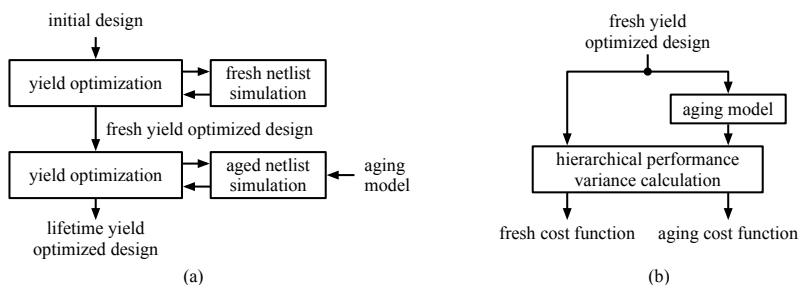 initial design
yield optimization
fresh netlist
simulation
fresh yield optimized design
yield optimization
aged netlist
simulation
aging
model
lifetime yield
optimized design
(a)
fresh yield
optimized design
aging model
hierarchical performance
variance calculation
fresh cost function
aging cost function
(b)